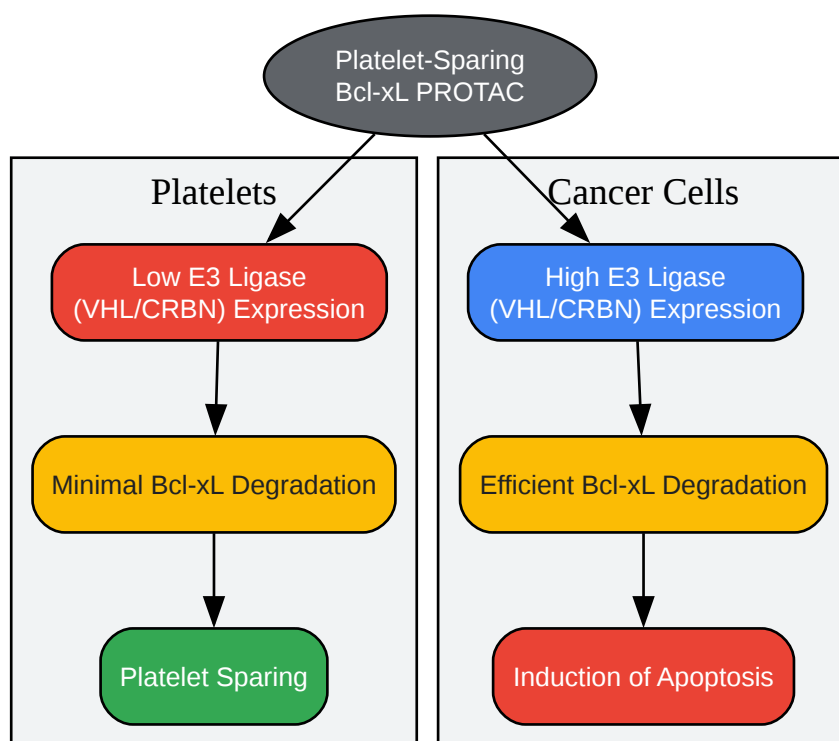 Platelet-Sparing
Bcl-xL PROTAC
Platelets
Low E3 Ligase
(VHL/CRBN) Expression
Minimal Bcl-xL Degradation
Platelet Sparing
Cancer Cells
High E3 Ligase
(VHL/CRBN) Expression
Efficient Bcl-xL Degradation
Induction of Apoptosis